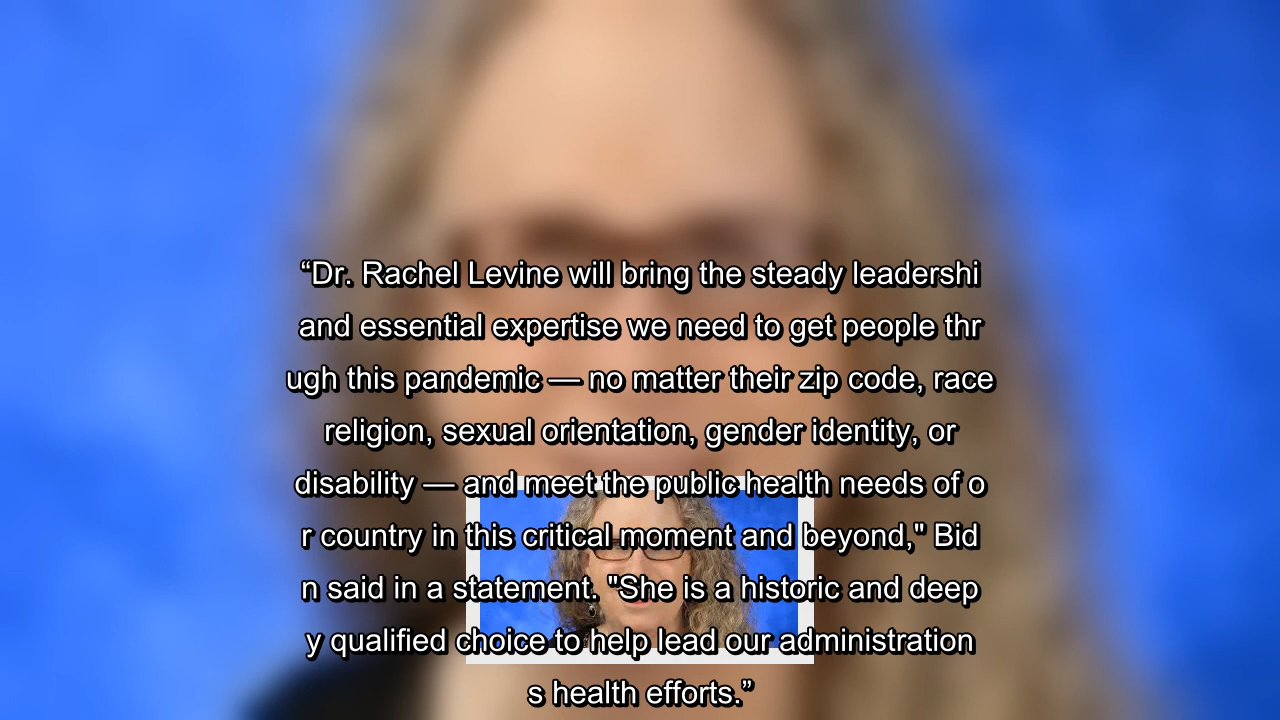 “Dr. Rachel Levine will bring the steady leadershi
and essential expertise we need to get people thr
ugh this pandemic — no matter their zip code, race
religion, sexual orientation, gender identity, or
disability — and meet the public health needs of o
r country in this critical moment and beyond," Bid
n said in a statement. "She is a historic and deep
y qualified choice to help lead our administration
s health efforts.”